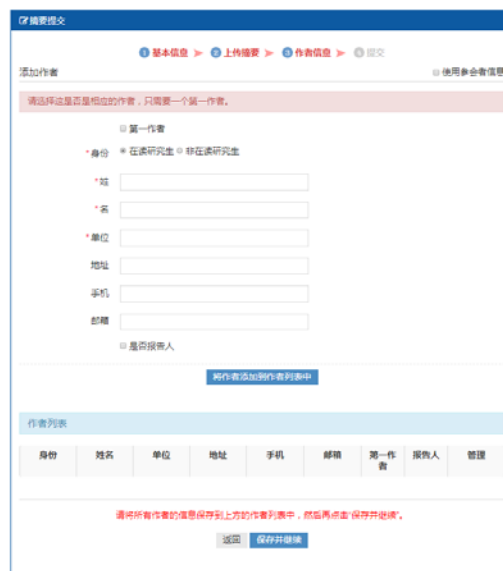 摘要提交
1 基本信息 ➤ 2 上传摘要 ➤ 3 作者信息 ➤ 4 提交
添加作者 使用参会者信息
请选择这是否是相应的作者，只需要一个第一作者。
第一作者
*身份 在读研究生 非在读研究生
*姓
*名
*单位
地址
手机
邮箱
是否报告人
将作者添加到作者列表中
作者列表
身份 姓名 单位 地址 手机 邮箱 第一作者 报告人 管理
请将所有作者的信息保存到上方的作者列表中，然后再点击“保存并继续”。
返回 保存并继续